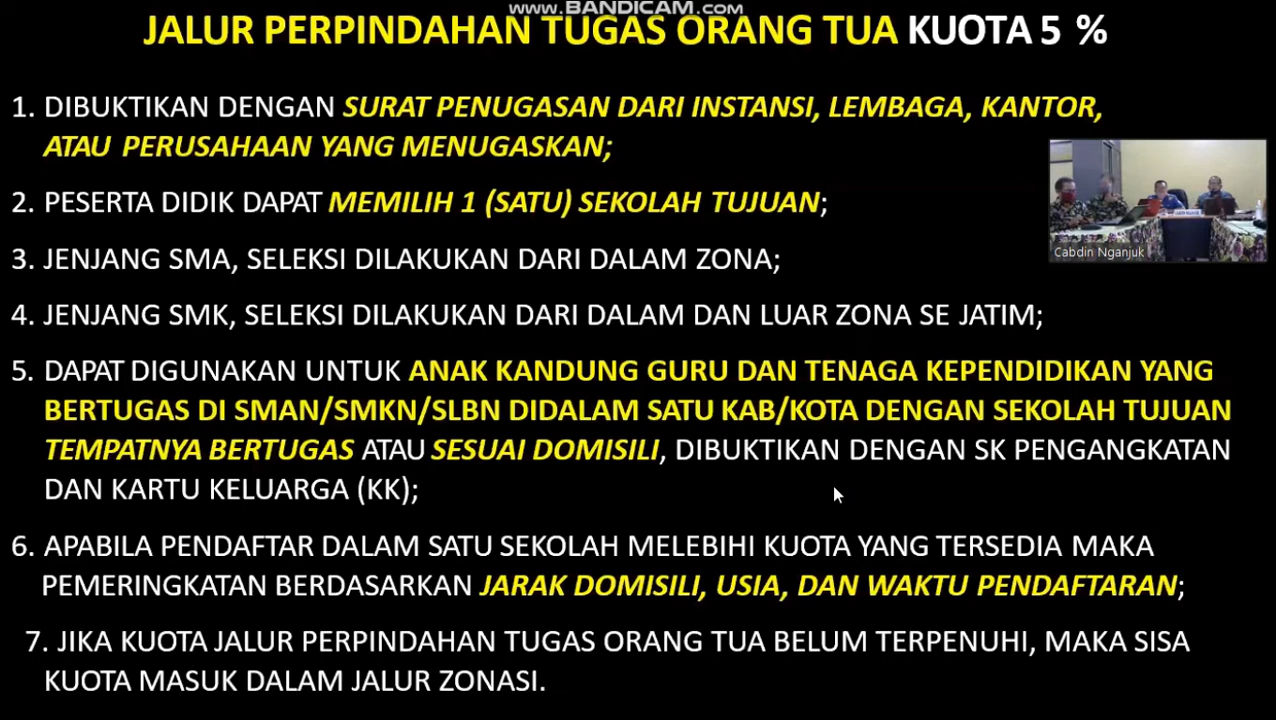 WWW.BANDICAM.COM
JALUR PERPINDAHAN TUGAS ORANG TUA KUOTA 5 %
1. DIBUKTIKAN DENGAN SURAT PENUGASAN DARI INSTANSI, LEMBAGA, KANTOR,
ATAU PERUSAHAAN YANG MENUGASKAN;
2. PESERTA DIDIK DAPAT MEMILIH 1 (SATU) SEKOLAH TUJUAN;
3. JENJANG SMA, SELEKSI DILAKUKAN DARI DALAM ZONA;
Cabdin Nganjuk
4. JENJANG SMK, SELEKSI DILAKUKAN DARI DALAM DAN LUAR ZONA SE JATIM;
5. DAPAT DIGUNAKAN UNTUK ANAK KANDUNG GURU DAN TENAGA KEPENDIDIKAN YANG
BERTUGAS DI SMAN/SMKN/SLBN DIDALAM SATU KAB/KOTA DENGAN SEKOLAH TUJUAN
TEMPATNYA BERTUGAS ATAU SESUAI DOMISILI, DIBUKTIKAN DENGAN SK PENGANGKATAN
DAN KARTU KELUARGA (KK);
6. APABILA PENDAFTAR DALAM SATU SEKOLAH MELEBIHI KUOTA YANG TERSEDIA MAKA
PEMERINGKATAN BERDASARKAN JARAK DOMISILI, USIA, DAN WAKTU PENDAFTARAN;
7. JIKA KUOTA JALUR PERPINDAHAN TUGAS ORANG TUA BELUM TERPENUHI, MAKA SISA
KUOTA MASUK DALAM JALUR ZONASI.